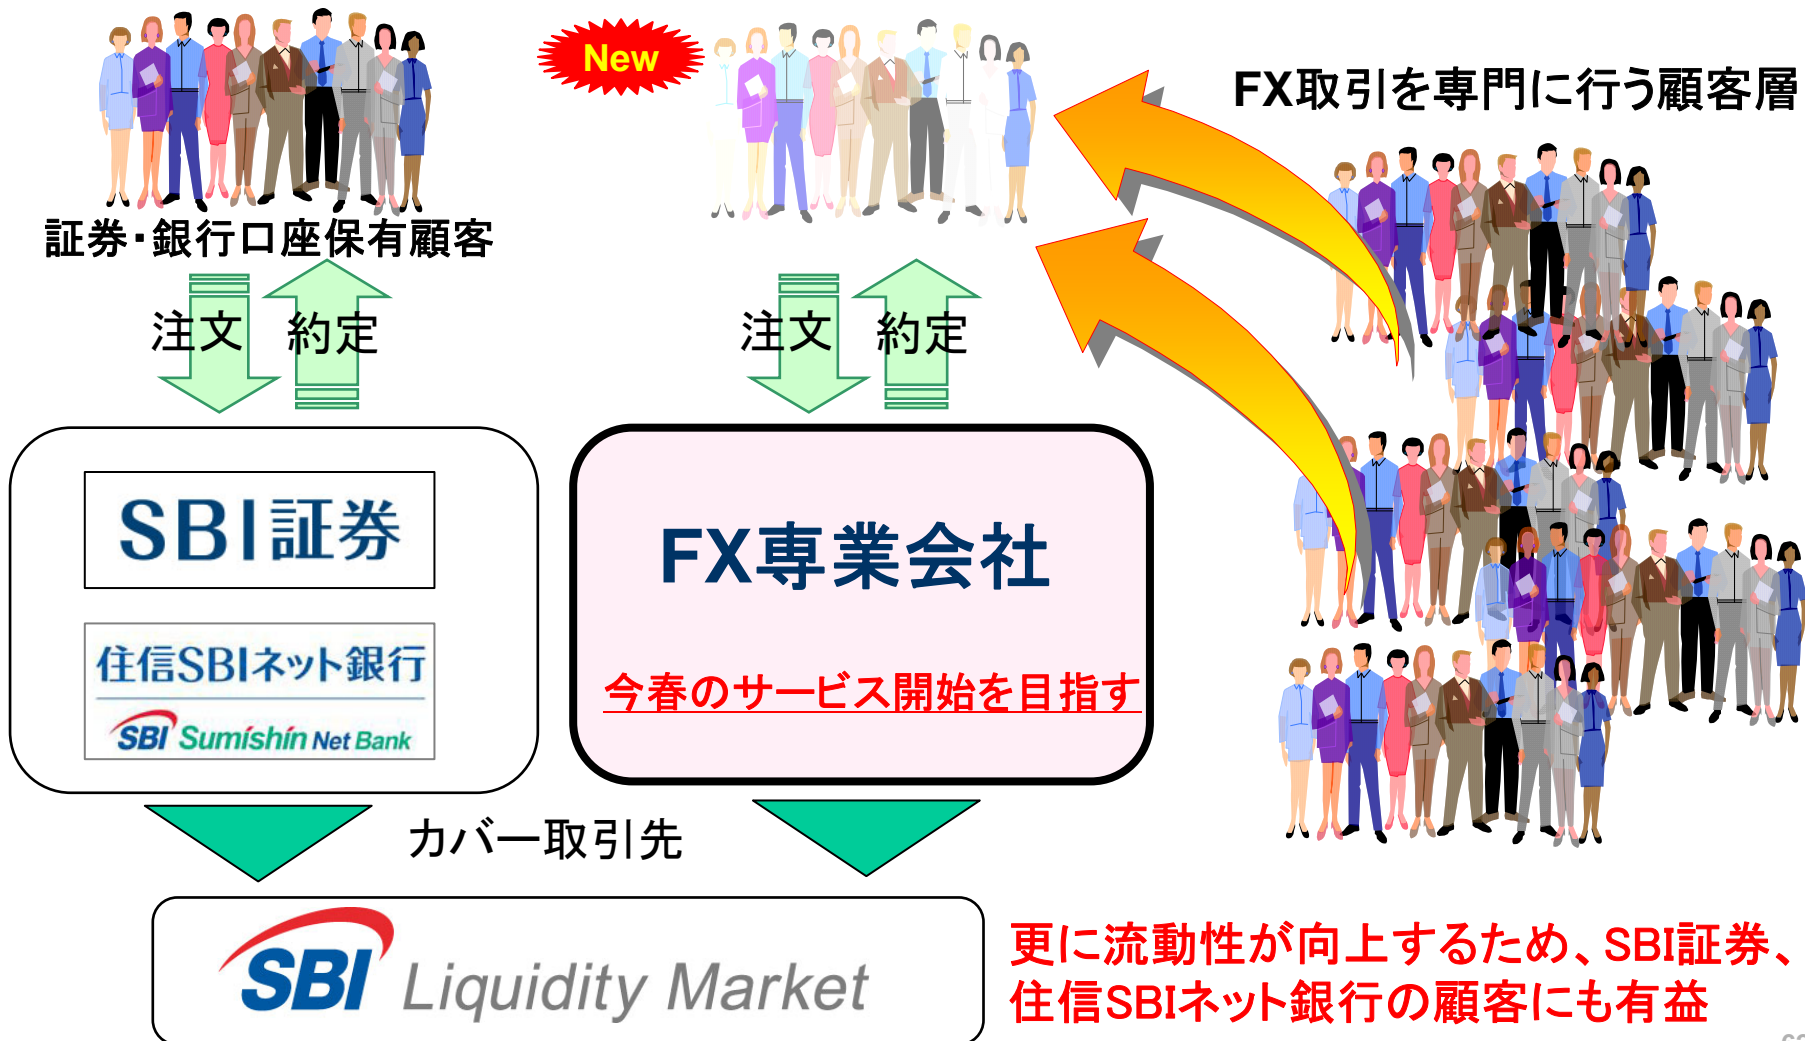 New
FX取引を専門に行う顧客層
証券・銀行口座保有顧客
注文
約定
注文
約定
SBI証券
住信SBIネット銀行
SBI Sumishin Net Bank
FX専業会社
今春のサービス開始を目指す
カバー取引先
SBI Liquidity Market
更に流動性が向上するため、SBI証券、
住信SBIネット銀行の顧客にも有益